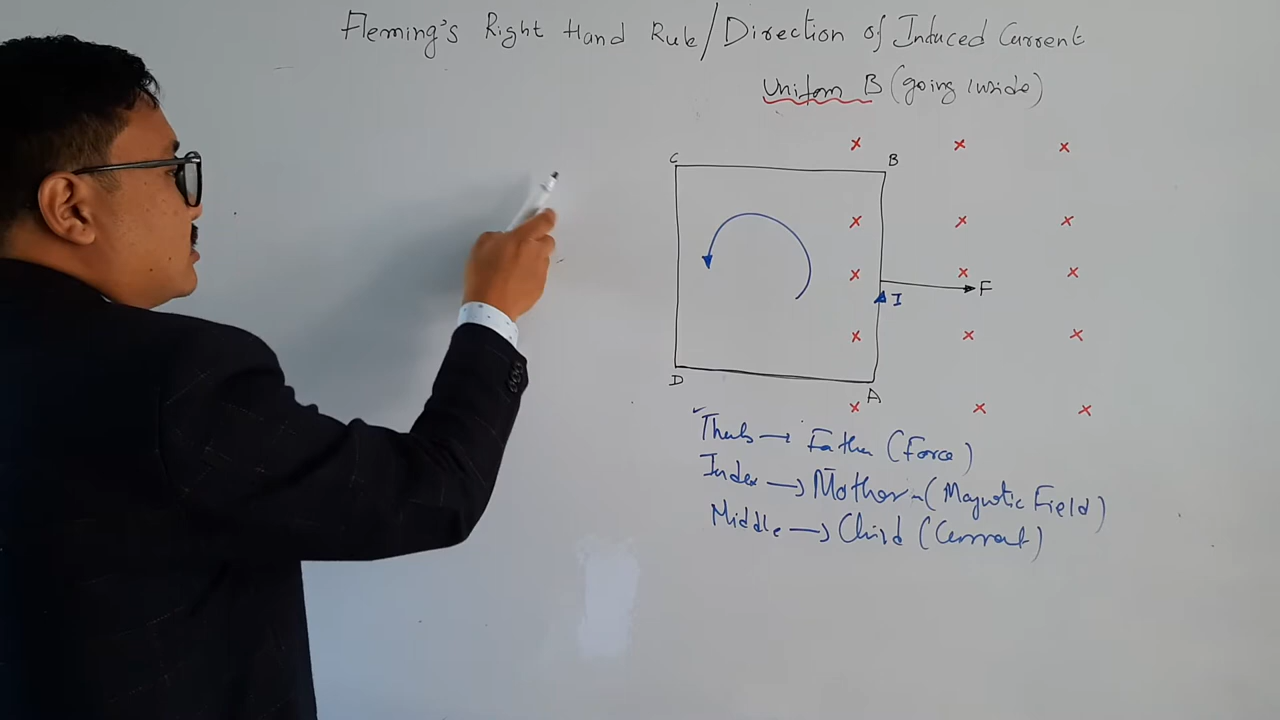 Fleming's Right Hand Rule/Direction of Induced Current
Uniform B (going inside)
C
B
× × ×
× × ×
× × ×
I
F
× × ×
D
A
× × ×
Thumb → Father (Force)
Index → Mother → (Magnetic Field)
Middle → Child (Current)